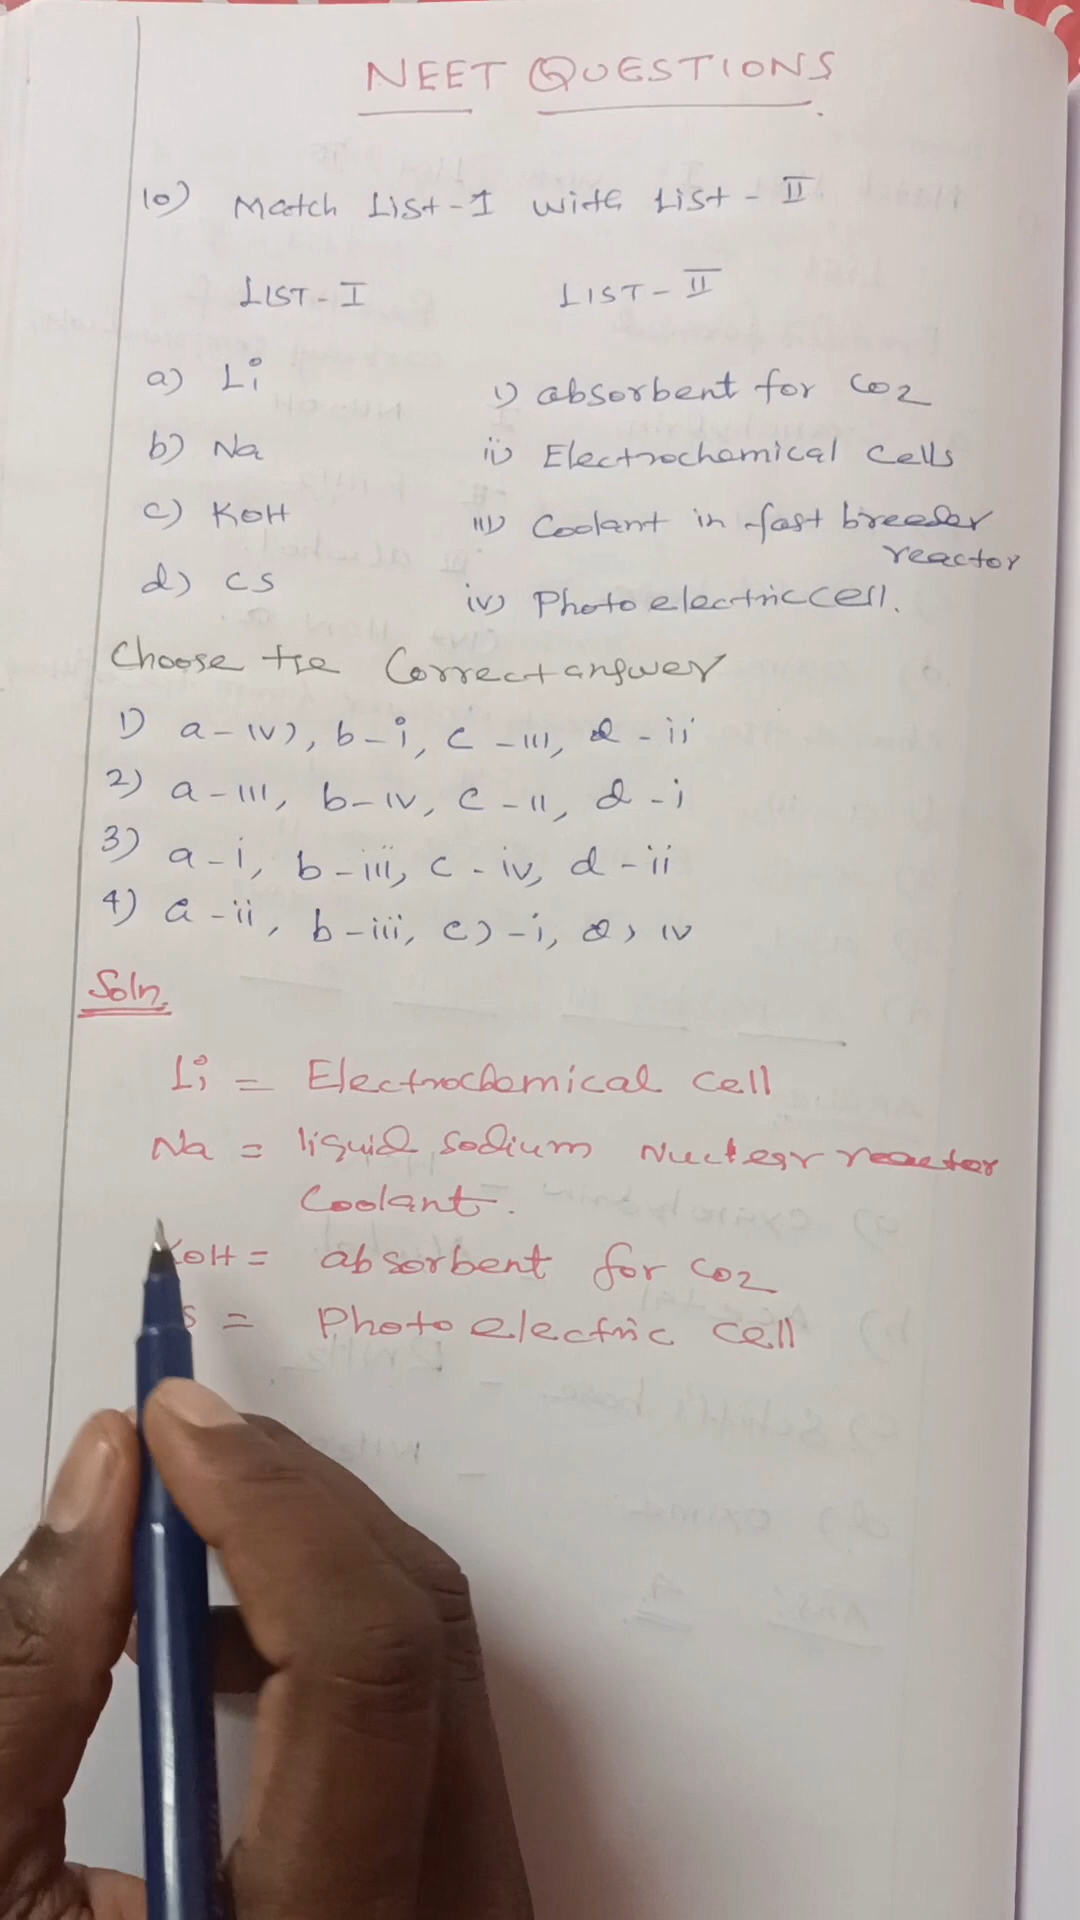 NEET QUESTIONS
10) Match List-I with List-II
LIST-I LIST-II
a) Li i) absorbent for CO2
b) Na ii) Electrochemical cells
c) KOH iii) Coolant in fast breeder
reactor
d) CS iv) Photo electric cell.
Choose the Correct answer
1) a-iv), b-i, c-iii, d-ii
2) a-iii, b-iv, c-ii, d-i
3) a-i, b-iii, c-iv, d-ii
4) a-ii, b-iii, c)-i, d) iv
Soln.
Li = Electrochemical cell
Na = liquid sodium Nuclear reactor
Coolant.
KOH = absorbent for CO2
S = Photo electric cell